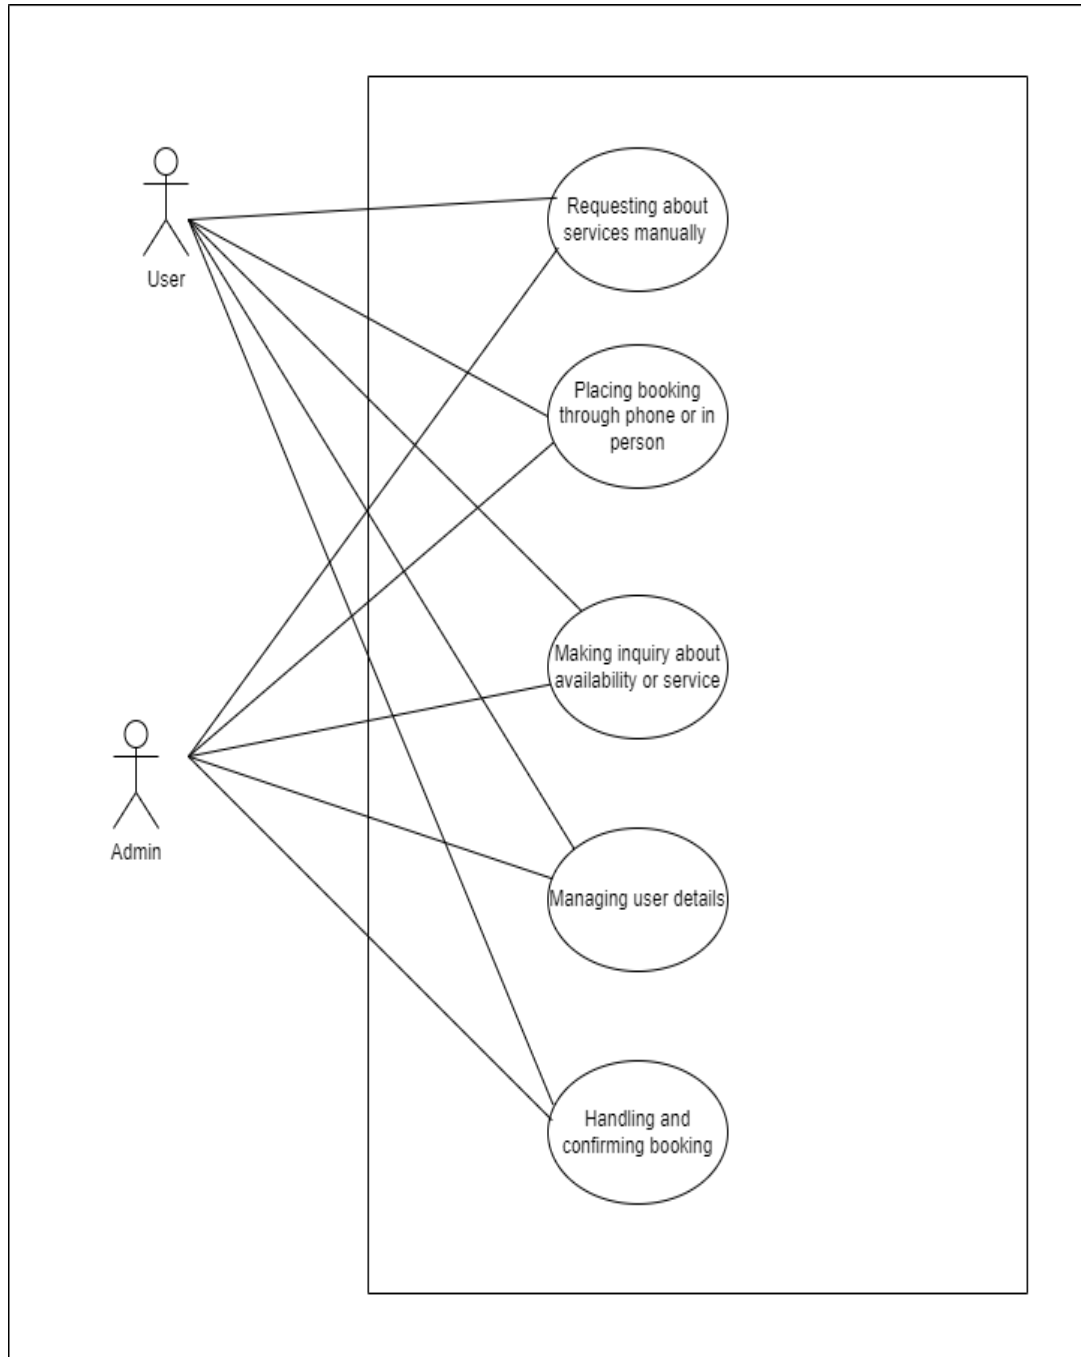 Requesting about
services manually
User
Placing booking
through phone or in
person
Making inquiry about
availability or service
Admin
Managing user details
Handling and
confirming booking